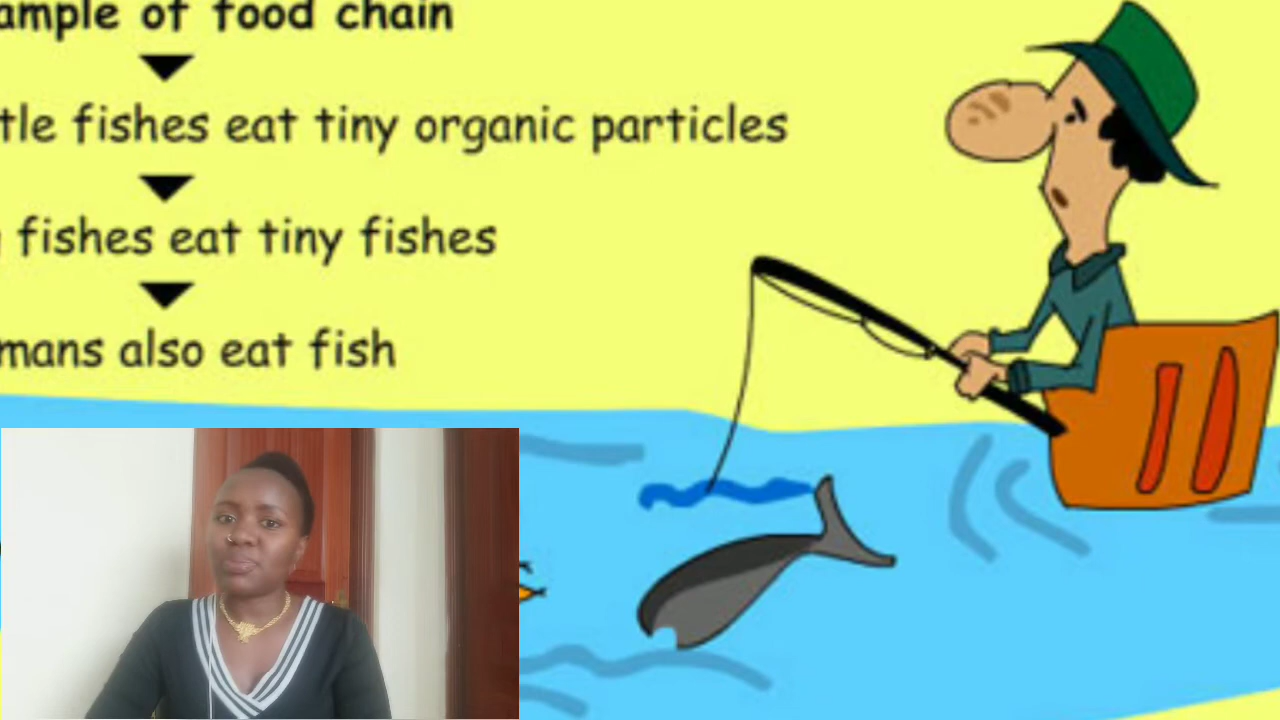 ample of food chain
tle fishes eat tiny organic particles
fishes eat tiny fishes
mans also eat fish